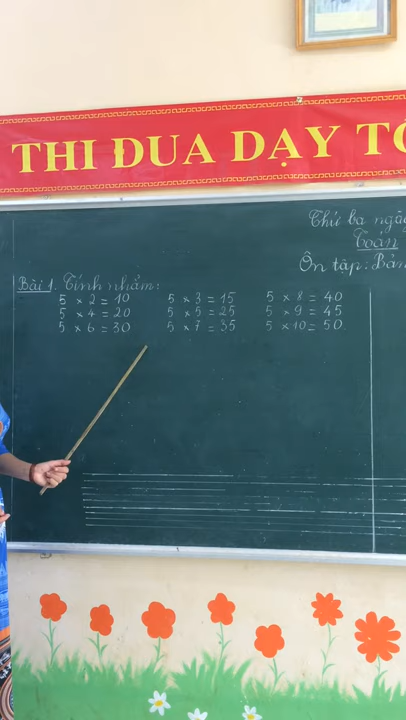 THI ĐUA DẠY TỐ
Thứ ba ngày
Toán
Ôn tập: Bản
Bài 1. Tính nhẩm:
5 x 2 = 10 5 x 3 = 15 5 x 8 = 40
5 x 4 = 20 5 x 5 = 25 5 x 9 = 45
5 x 6 = 30 5 x 7 = 35 5 x 10 = 50